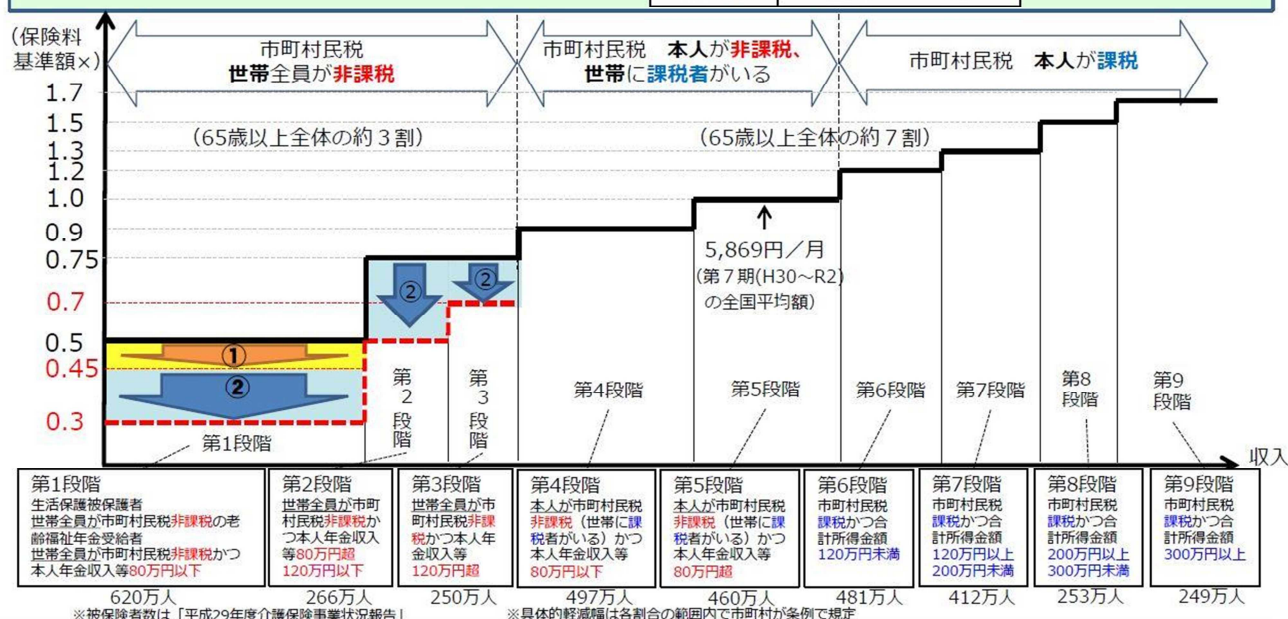 (保険料
基準額×)
市町村民税
世帯全員が非課税
市町村民税　本人が非課税、
世帯に課税者がいる
市町村民税　本人が課税
1.7
1.5
1.3
1.2
1.0
0.9
0.75
0.7
0.5
0.45
0.3
（65歳以上全体の約３割）
（65歳以上全体の約７割）
②
②
①
②
5,869円／月
（第７期(H30～R2)
の全国平均額）
第1段階
第２段階
第３段階
第4段階
第5段階
第6段階
第7段階
第8
段階
第9
段階
収入
第1段階
生活保護被保護者
世帯全員が市町村民税非課税の老
齢福祉年金受給者
世帯全員が市町村民税非課税かつ
本人年金収入等80万円以下
620万人
第2段階
世帯全員が市町
村民税非課税か
つ本人年金収入
等80万円超
120万円以下
266万人
第3段階
世帯全員が市
町村民税非課
税かつ本人年
金収入等
120万円超
250万人
第4段階
本人が市町村民税
非課税（世帯に課
税者がいる）かつ
本人年金収入等
80万円以下
497万人
第5段階
本人が市町村民税
非課税（世帯に課
税者がいる）かつ
本人年金収入等
80万円超
460万人
第6段階
市町村民税
課税かつ合
計所得金額
120万円未満
481万人
第7段階
市町村民税
課税かつ合
計所得金額
120万円以上
200万円未満
412万人
第8段階
市町村民税
課税かつ合
計所得金額
200万円以上
300万円未満
253万人
第9段階
市町村民税
課税かつ合
計所得金額
300万円以上
249万人
※被保険者数は「平成29年度介護保険事業状況報告」
※具体的軽減幅は各割合の範囲内で市町村が条例で規定